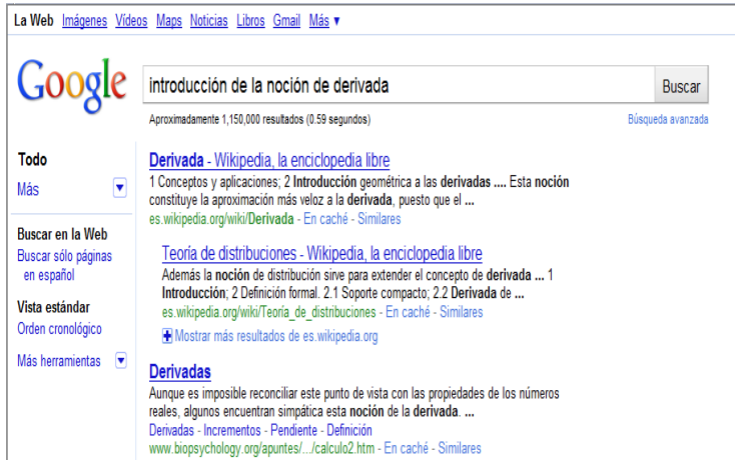 La Web Imágenes Vídeos Maps Noticias Libros Gmail Más ▼
Google
introducción de la noción de derivada
Buscar
Aproximadamente 1,150,000 resultados (0.59 segundos)
Búsqueda avanzada
Todo
Más
Buscar en la Web
Buscar sólo páginas
en español
Vista estándar
Orden cronológico
Más herramientas
Derivada - Wikipedia, la enciclopedia libre
1 Conceptos y aplicaciones; 2 Introducción geométrica a las derivadas .... Esta noción
constituye la aproximación más veloz a la derivada, puesto que el ...
es.wikipedia.org/wiki/Derivada - En caché - Similares
Teoría de distribuciones - Wikipedia, la enciclopedia libre
Además la noción de distribución sirve para extender el concepto de derivada ... 1
Introducción; 2 Definición formal. 2.1 Soporte compacto; 2.2 Derivada de ...
es.wikipedia.org/wiki/Teoría_de_distribuciones - En caché - Similares
Mostrar más resultados de es.wikipedia.org
Derivadas
Aunque es imposible reconciliar este punto de vista con las propiedades de los números
reales, algunos encuentran simpática esta noción de la derivada. ...
Derivadas - Incrementos - Pendiente - Definición
www.biopsychology.org/apuntes/.../calculo2.htm - En caché - Similares